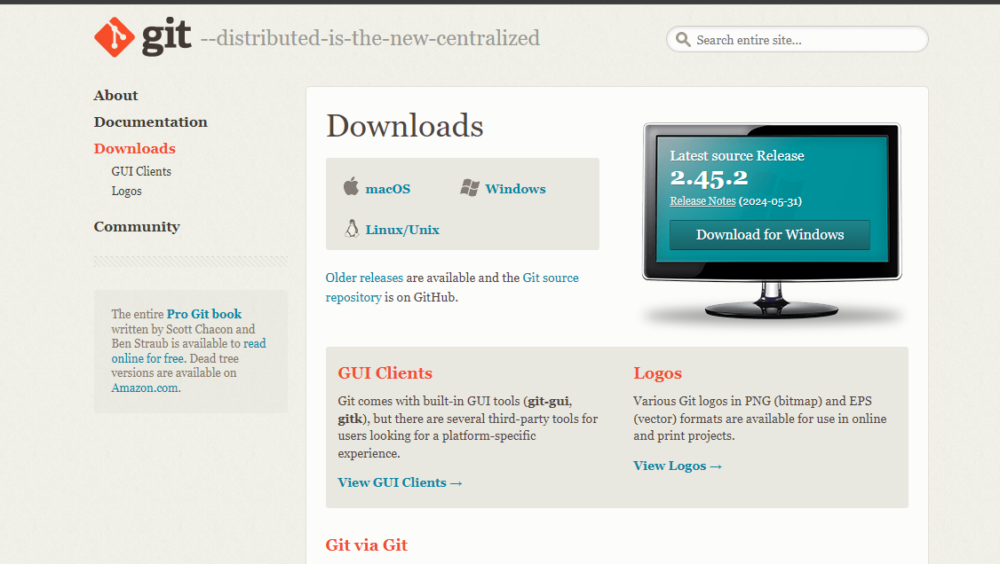 git --distributed-is-the-new-centralized
Search entire site...
About
Documentation
Downloads
GUI Clients
Logos
Community
The entire Pro Git book
written by Scott Chacon and
Ben Straub is available to read
online for free. Dead tree
versions are available on
Amazon.com.
Downloads
macOS
Windows
Linux/Unix
Older releases are available and the Git source
repository is on GitHub.
Latest source Release
2.45.2
Release Notes (2024-05-31)
Download for Windows
GUI Clients
Git comes with built-in GUI tools (git-gui,
gitk), but there are several third-party tools for
users looking for a platform-specific
experience.
View GUI Clients →
Logos
Various Git logos in PNG (bitmap) and EPS
(vector) formats are available for use in online
and print projects.
View Logos →
Git via Git